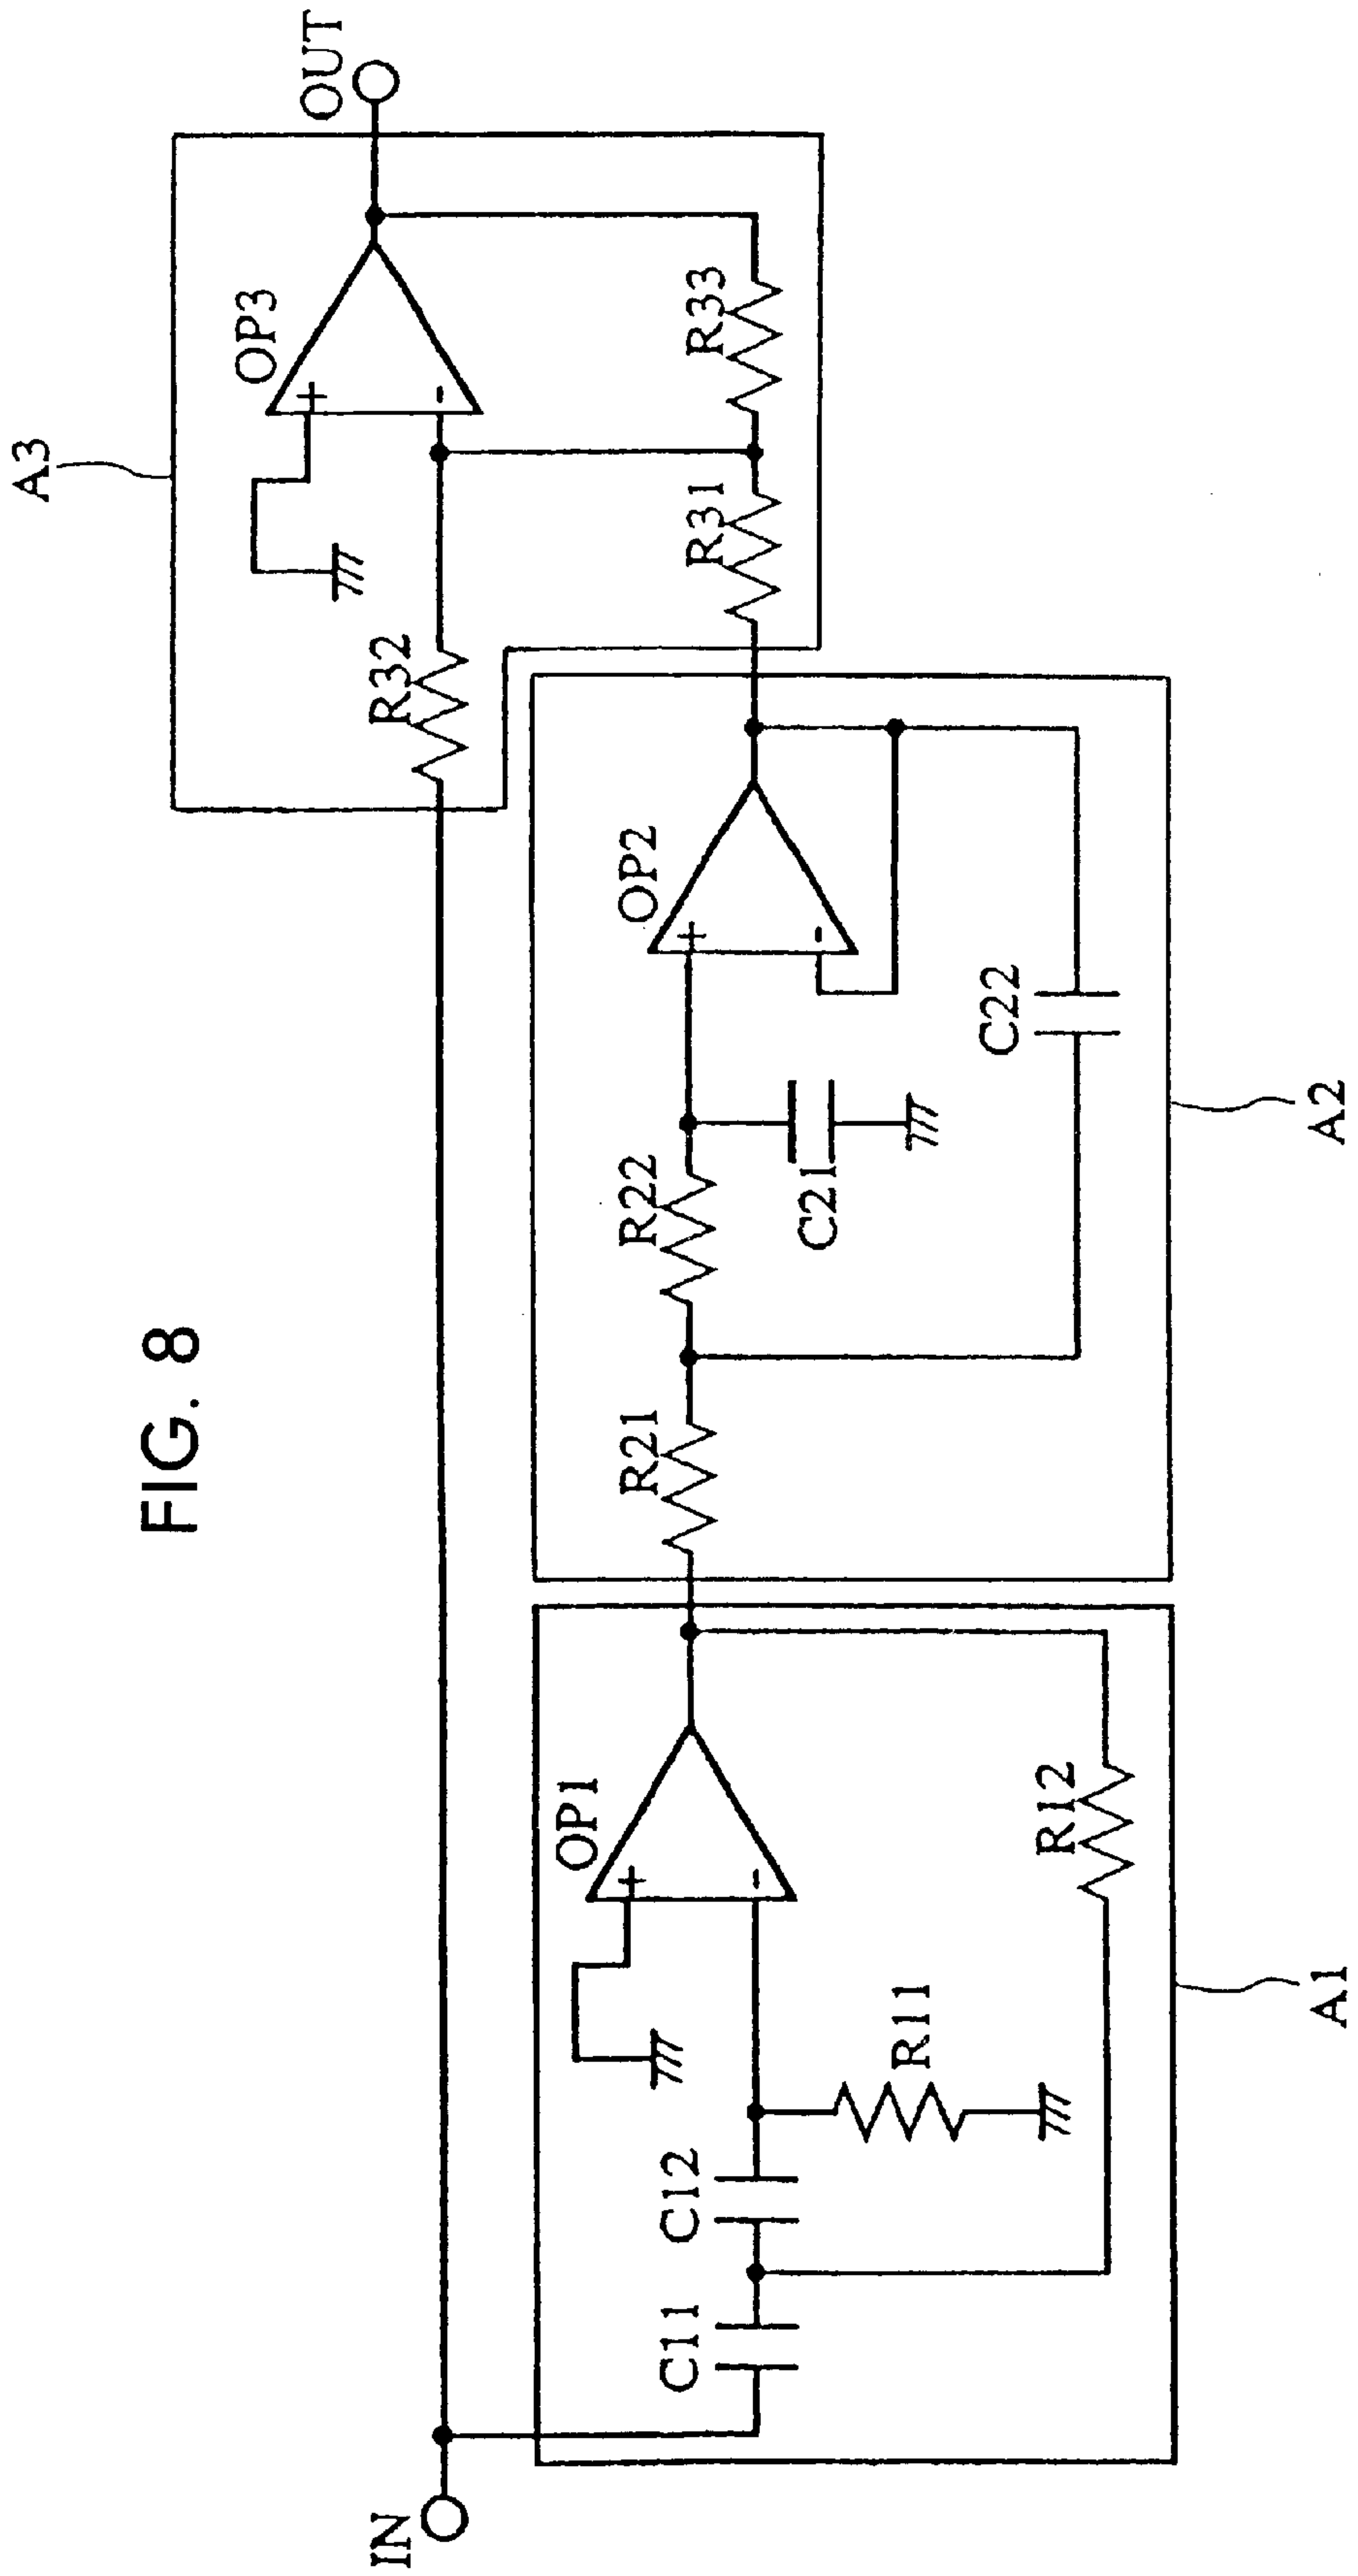 FIG. 8
A3
OP3
+
-
OUT
R32
R31
R33
OP2
+
-
R21
R22
C21
C22
A2
IN
OP1
+
-
C11
C12
R11
R12
A1